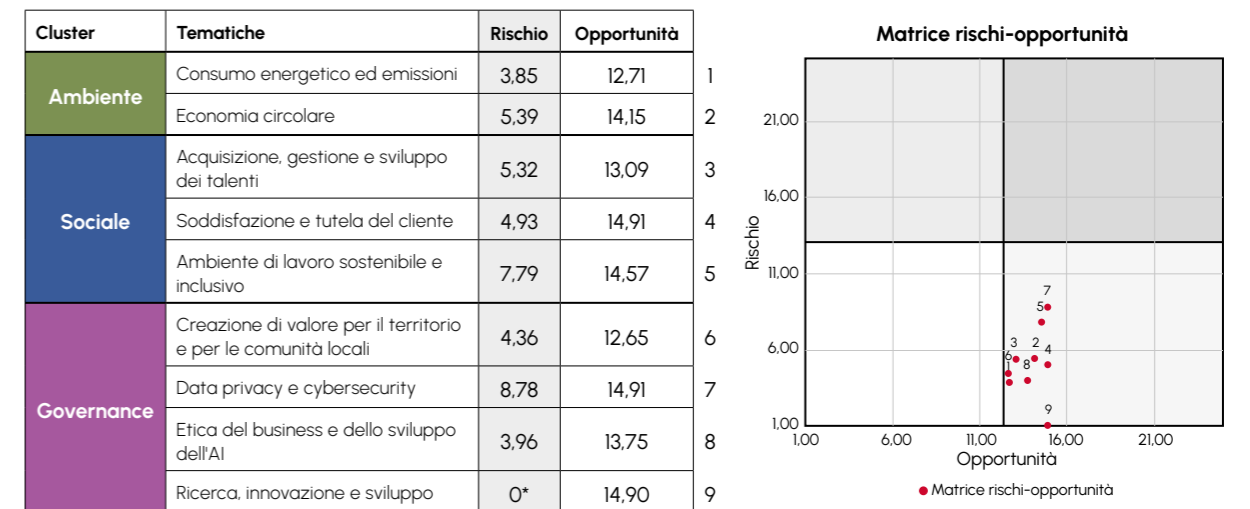 Cluster Tematiche Rischio Opportunità
Ambiente
Consumo energetico ed emissioni 3,85 12,71 1
Economia circolare 5,39 14,15 2
Sociale
Acquisizione, gestione e sviluppo
dei talenti 5,32 13,09 3
Soddisfazione e tutela del cliente 4,93 14,91 4
Ambiente di lavoro sostenibile e
inclusivo 7,79 14,57 5
Governance
Creazione di valore per il territorio
e per le comunità locali 4,36 12,65 6
Data privacy e cybersecurity 8,78 14,91 7
Etica del business e dello sviluppo
dell'AI 3,96 13,75 8
Ricerca, innovazione e sviluppo 0* 14,90 9
Matrice rischi-opportunità
Rischio
21,00
16,00
11,00
6,00
1,00
7
5
3 2 4
6
1 8
9
1,00 6,00 11,00 16,00 21,00
Opportunità
Matrice rischi-opportunità